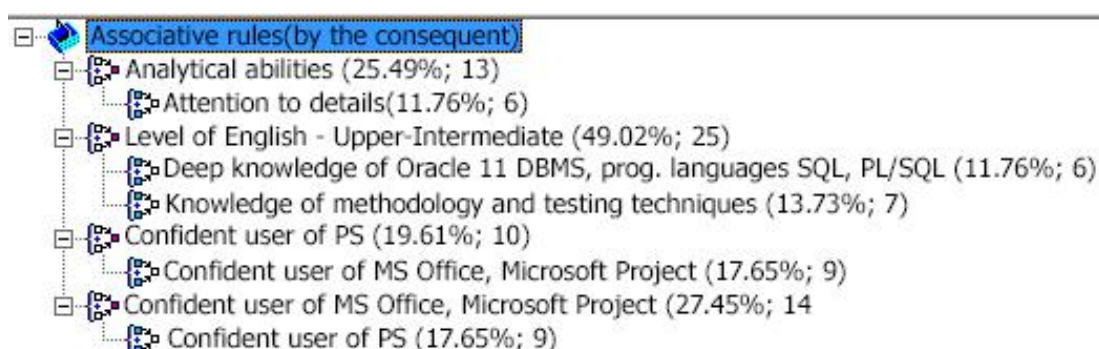 Associative rules(by the consequent)
Analytical abilities (25.49%; 13)
Attention to details(11.76%; 6)
Level of English - Upper-Intermediate (49.02%; 25)
Deep knowledge of Oracle 11 DBMS, prog. languages SQL, PL/SQL (11.76%; 6)
Knowledge of methodology and testing techniques (13.73%; 7)
Confident user of PS (19.61%; 10)
Confident user of MS Office, Microsoft Project (17.65%; 9)
Confident user of MS Office, Microsoft Project (27.45%; 14
Confident user of PS (17.65%; 9)